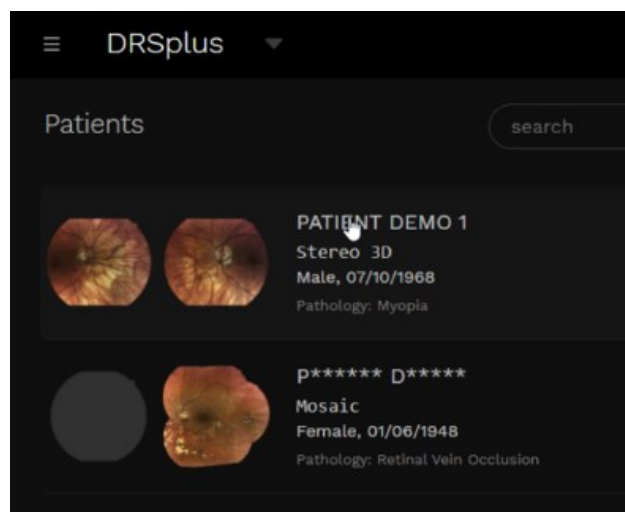 DRSplus
Patients
search
PATIENT DEMO 1
Stereo 3D
Male, 07/10/1968
Pathology: Myopia
P****** D*****
Mosaic
Female, 01/06/1948
Pathology: Retinal Vein Occlusion